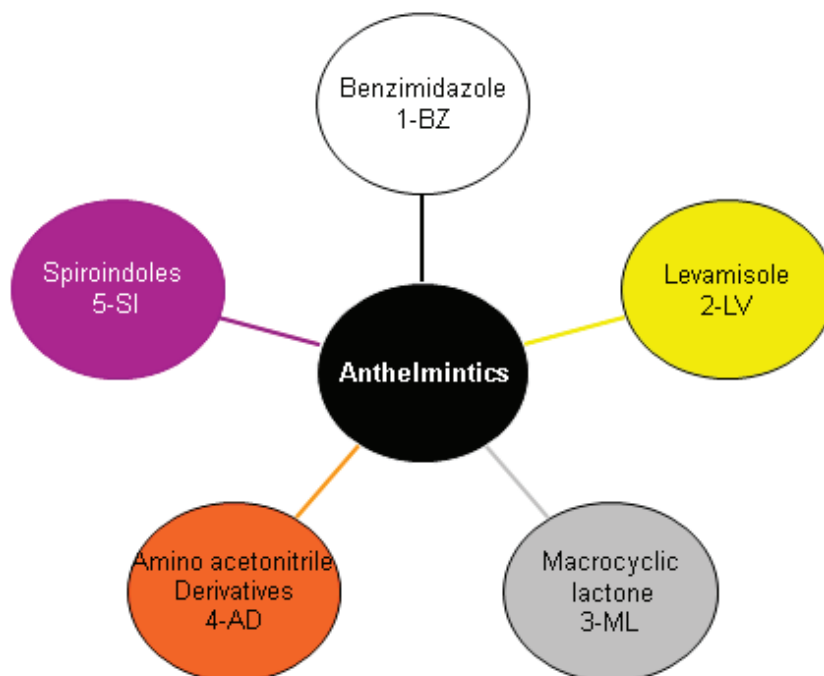 Benzimidazole
1-BZ
Spiroindoles
5-SI
Levamisole
2-LV
Anthelmintics
Amino acetonitrile
Derivatives
4-AD
Macrocyclic
lactone
3-ML